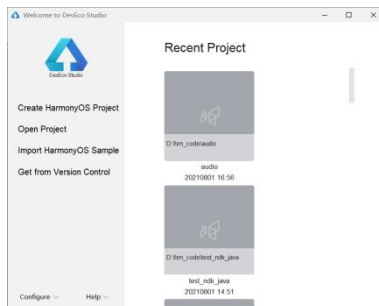 Welcome to DevEco Studio
DevEco Studio
Create HarmonyOS Project
Open Project
Import HarmonyOS Sample
Get from Version Control
Configure
Help
Recent Project
D:\hm_code\audio
audio
20210801 16:56
D:\hm_code\test_ndk_java
test_ndk_java
20210801 14:51